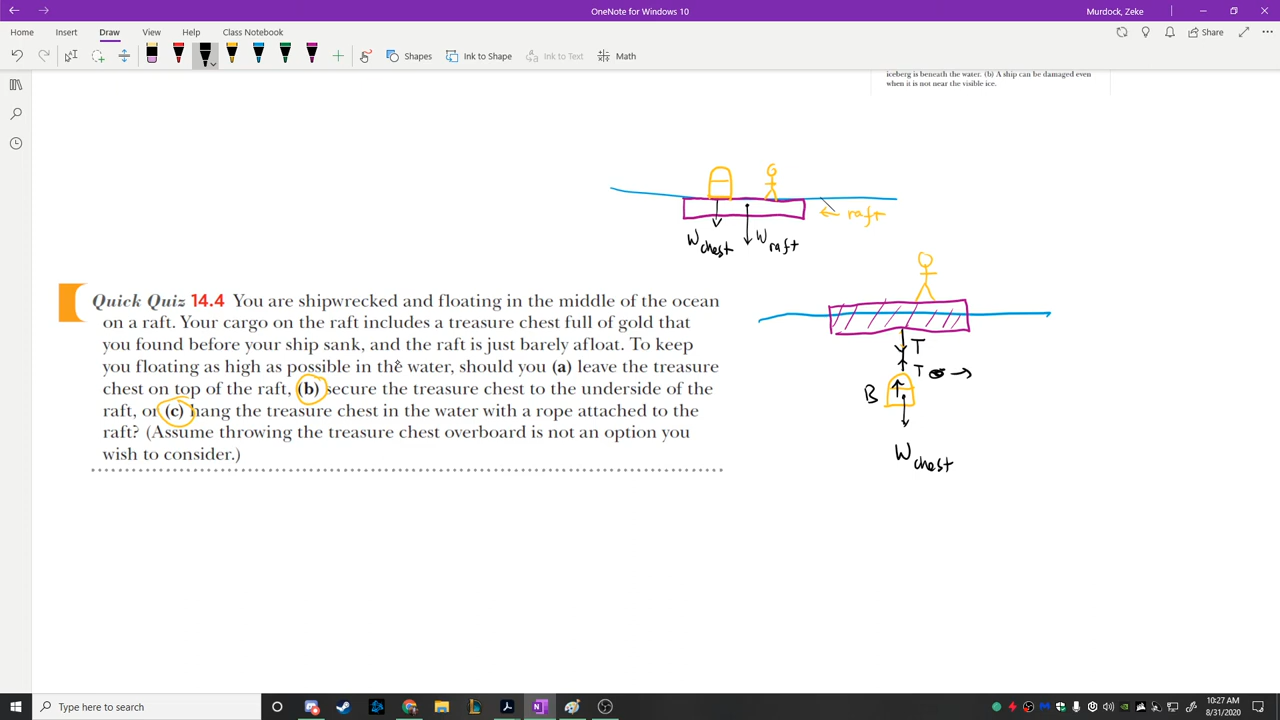 OneNote for Windows 10
Murdock, Zeke
Home Insert Draw View Help Class Notebook
Share
Shapes Ink to Shape Ink to Text Math
iceberg is beneath the water. (b) A ship can be damaged even
when it is not near the visible ice.
← raft
W chest W raft
Quick Quiz 14.4 You are shipwrecked and floating in the middle of the ocean
on a raft. Your cargo on the raft includes a treasure chest full of gold that
you found before your ship sank, and the raft is just barely afloat. To keep
you floating as high as possible in the water, should you (a) leave the treasure
chest on top of the raft, (b) secure the treasure chest to the underside of the
raft, or (c) hang the treasure chest in the water with a rope attached to the
raft? (Assume throwing the treasure chest overboard is not an option you
wish to consider.)
T
T →
B
W chest
Type here to search
10:27 AM
8/31/2020